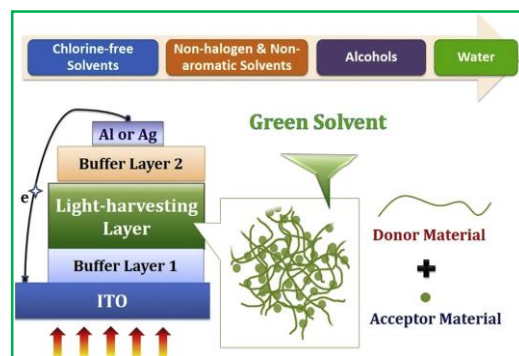 Chlorine-free
Solvents
Non-halogen & Non-
aromatic Solvents
Alcohols
Water
Green Solvent
Al or Ag
Buffer Layer 2
e
Light-harvesting
Layer
Buffer Layer 1
ITO
Donor Material
Acceptor Material